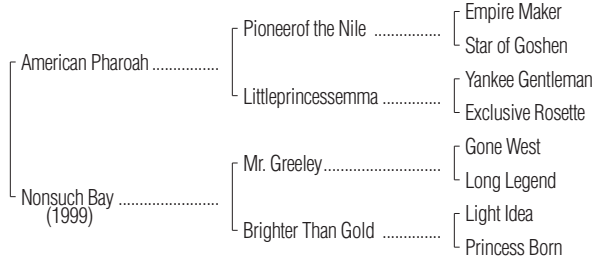 Empire Maker
Pioneerof the Nile ................
Star of Goshen
American Pharoah ................
Yankee Gentleman
Littleprincessemma ..............
Exclusive Rosette
Gone West
Mr. Greeley............................
Long Legend
Nonsuch Bay ........................
(1999)
Light Idea
Brighter Than Gold ..............
Princess Born